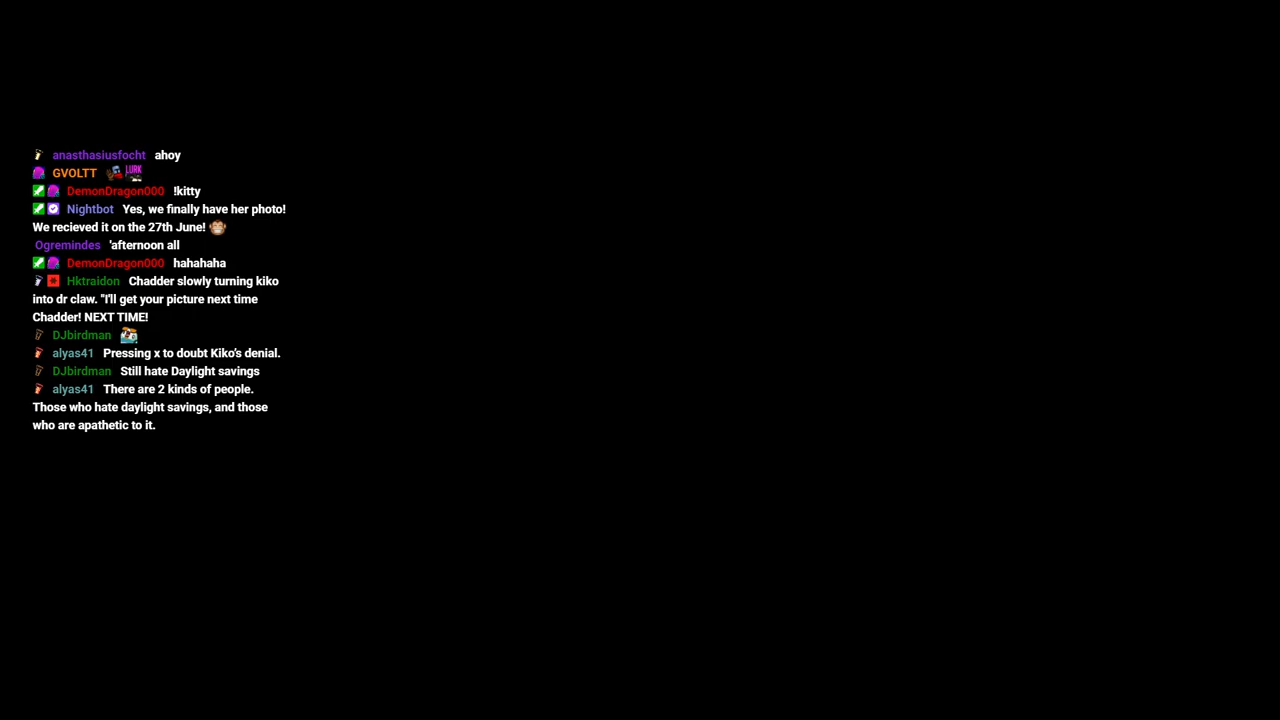 anasthasiusfocht ahoy
GVOLTT LURK
DemonDragon000 !kitty
Nightbot Yes, we finally have her photo!
We recieved it on the 27th June!
Ogremindes 'afternoon all
DemonDragon000 hahahaha
Hktraidon Chadder slowly turning kiko
into dr claw. "I'll get your picture next time
Chadder! NEXT TIME!
DJbirdman
alyas41 Pressing x to doubt Kiko's denial.
DJbirdman Still hate Daylight savings
alyas41 There are 2 kinds of people.
Those who hate daylight savings, and those
who are apathetic to it.